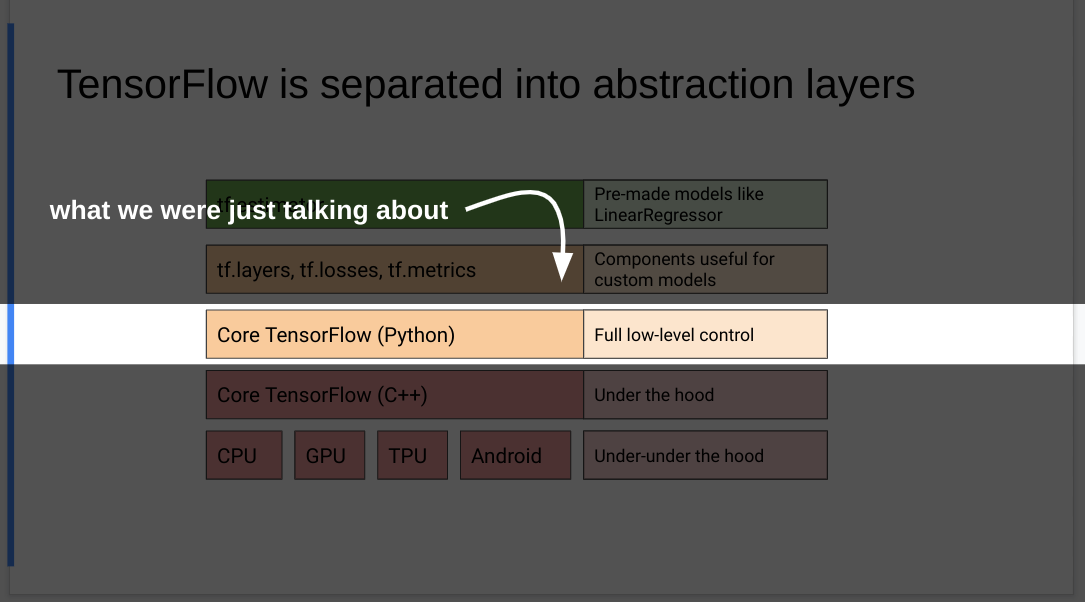 TensorFlow is separated into abstraction layers
tf.estimator
Pre-made models like
LinearRegressor
what we were just talking about
tf.layers, tf.losses, tf.metrics
Components useful for
custom models
Core TensorFlow (Python)
Full low-level control
Core TensorFlow (C++)
Under the hood
CPU
GPU
TPU
Android
Under-under the hood